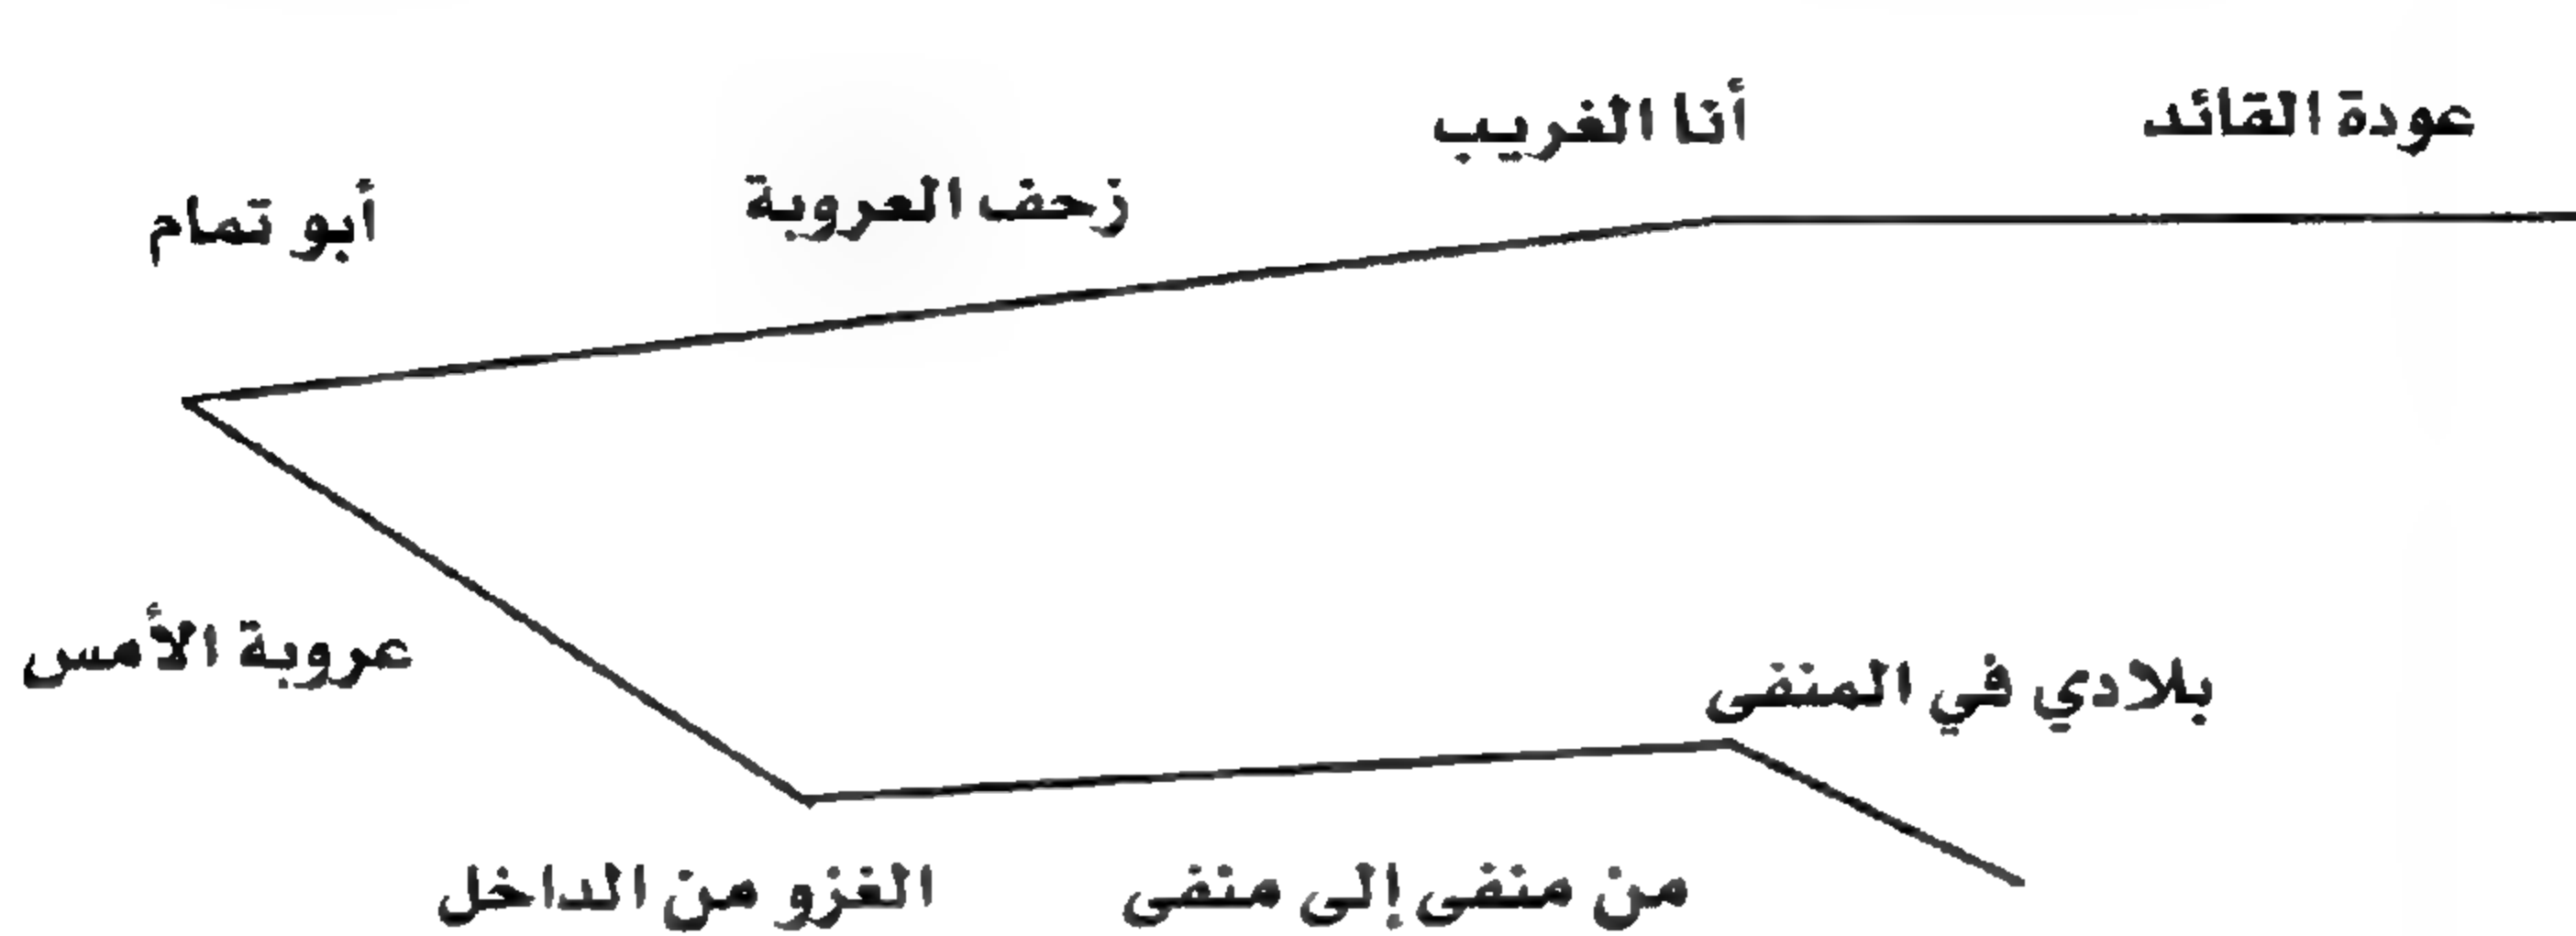 عودة القائد
أنا الغريب
زحف العروبة
أبو تمام
عروبة الأمس
بلادي في المنفى
من منفى إلى منفى
الغزو من الداخل